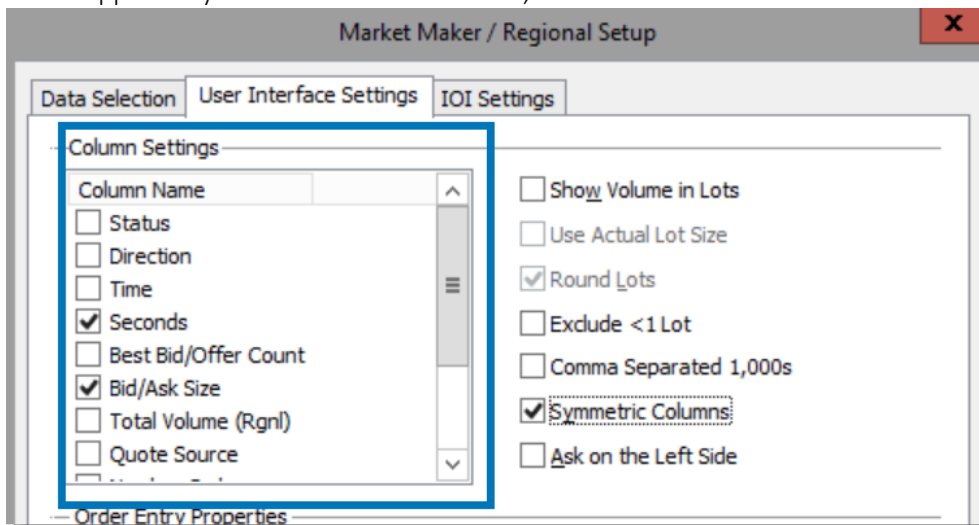 Market Maker / Regional Setup
X
Data Selection
User Interface Settings
IOI Settings
Column Settings
Column Name
Status
Direction
Time
Seconds
Best Bid/Offer Count
Bid/Ask Size
Total Volume (Rgnl)
Quote Source
Show Volume in Lots
Use Actual Lot Size
Round Lots
Exclude <1 Lot
Comma Separated 1,000s
Symmetric Columns
Ask on the Left Side
Order Entry Properties